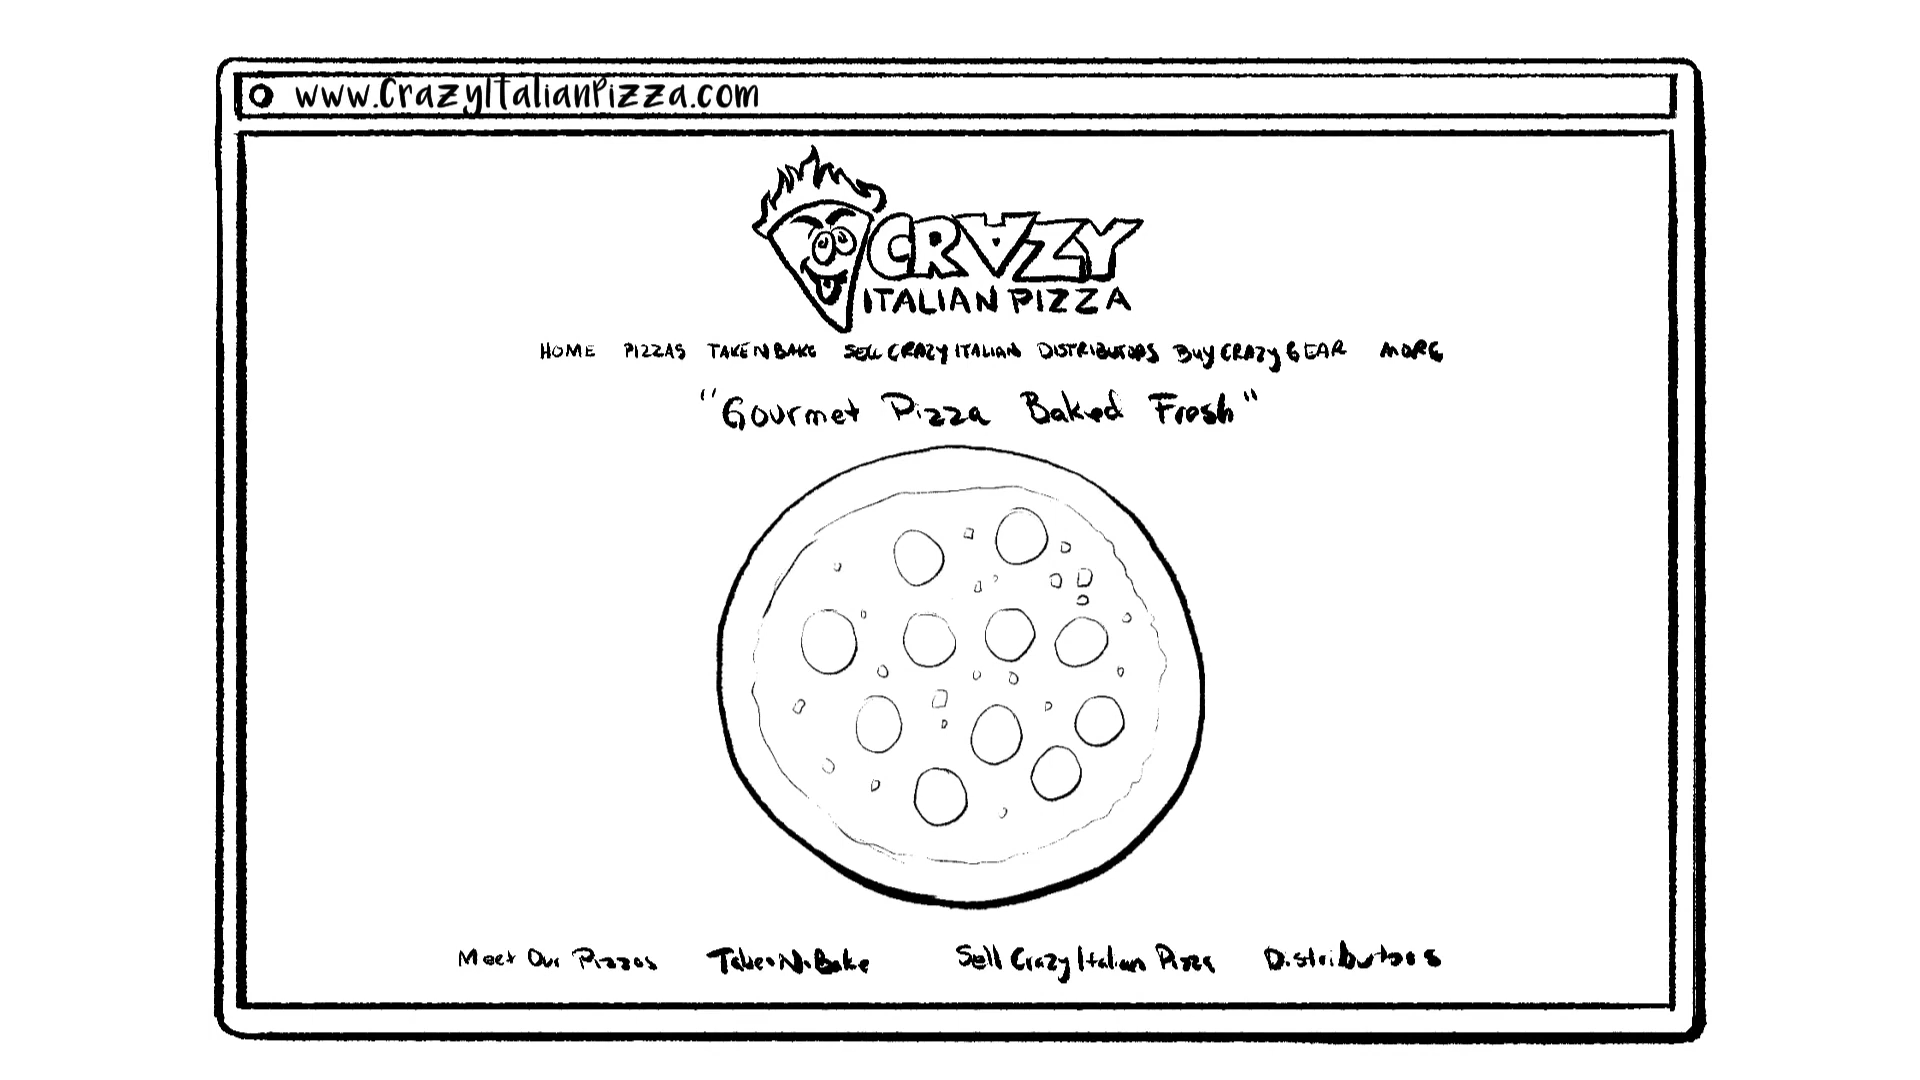 www.CrazyItalianPizza.com
CRAZY
ITALIAN PIZZA
HOME PIZZAS TAKE N BAKE SELL CRAZY ITALIAN DISTRIBUTORS BUY CRAZY GEAR MORE
"Gourmet Pizza Baked Fresh"
Meet Our Pizzas Take-N-Bake Sell Crazy Italian Pizza Distributors